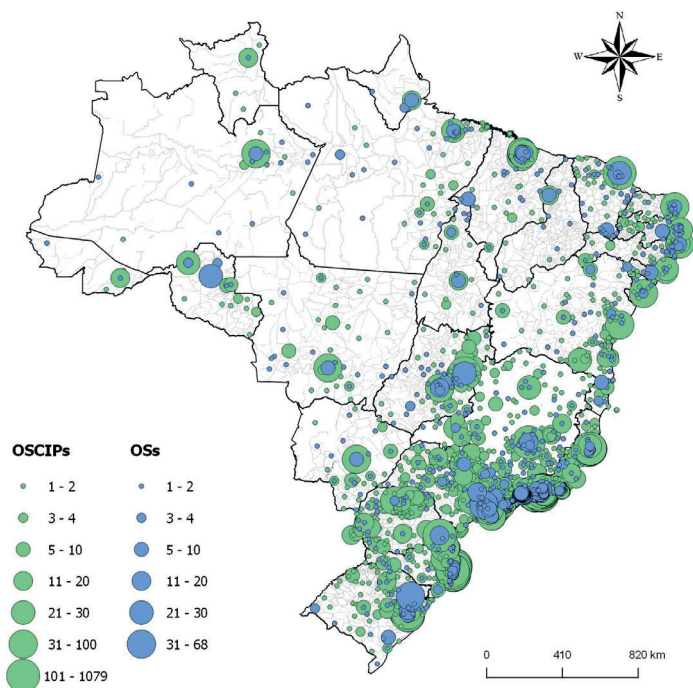 N
W E
S
OSCIPs OSs
1 - 2 1 - 2
3 - 4 3 - 4
5 - 10 5 - 10
11 - 20 11 - 20
21 - 30 21 - 30
31 - 100 31 - 68
101 - 1079
0 410 820 km